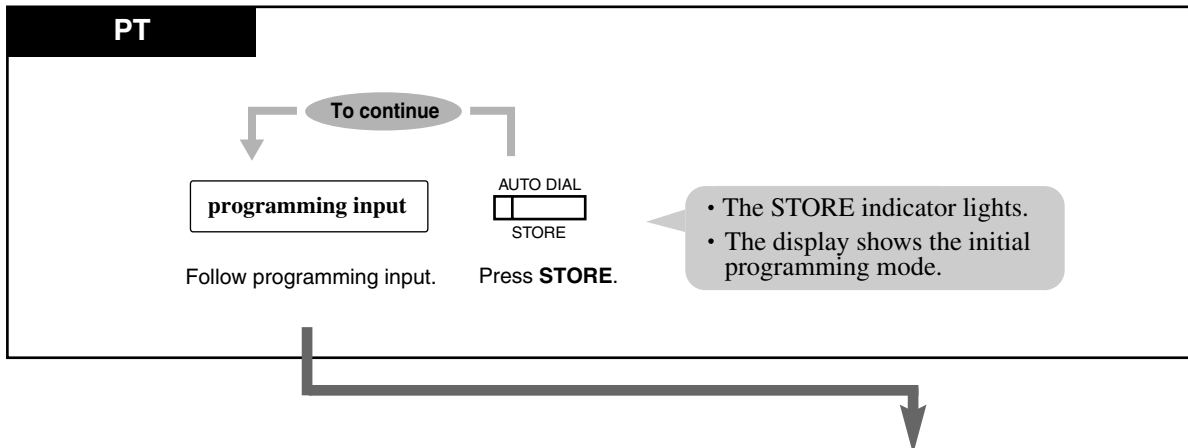 PT
To continue
programming input
AUTO DIAL
STORE
Follow programming input.
Press STORE.
・The STORE indicator lights.
・The display shows the initial
programming mode.